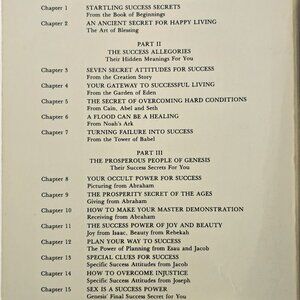 Chapter 1 STARTLING SUCCESS SECRETS
From the Book of Beginnings
Chapter 2 AN ANCIENT SECRET FOR HAPPY LIVING
The Art of Blessing
PART II
THE SUCCESS ALLEGORIES
Their Hidden Meanings For You
Chapter 3 SEVEN SECRET ATTITUDES FOR SUCCESS
From the Creation Story
Chapter 4 YOUR GATEWAY TO SUCCESSFUL LIVING
From the Garden of Eden
Chapter 5 THE SECRET OF OVERCOMING HARD CONDITIONS
From Cain, Abel and Seth
Chapter 6 A FLOOD CAN BE A HEALING
From Noah's Ark
Chapter 7 TURNING FAILURE INTO SUCCESS
From the Tower of Babel
PART III
THE PROSPEROUS PEOPLE OF GENESIS
Their Success Secrets For You
Chapter 8 YOUR OCCULT POWER FOR SUCCESS
Picturing from Abraham
Chapter 9 THE PROSPERITY SECRET OF THE AGES
Giving from Abraham
Chapter 10 HOW TO MAKE YOUR MASTER DEMONSTRATION
Receiving from Abraham
Chapter 11 THE SUCCESS POWER OF JOY AND BEAUTY
Joy from Isaac, Beauty from Rebekah
Chapter 12 PLAN YOUR WAY TO SUCCESS
The Power of Planning from Esau and Jacob
Chapter 13 SPECIAL CLUES FOR SUCCESS
Specific Success Attitudes from Jacob
Chapter 14 HOW TO OVERCOME INJUSTICE
Specific Success Attitudes from Joseph
Chapter 15 SEX IS A SUCCESS POWER
Genesis' Final Success Secret for You